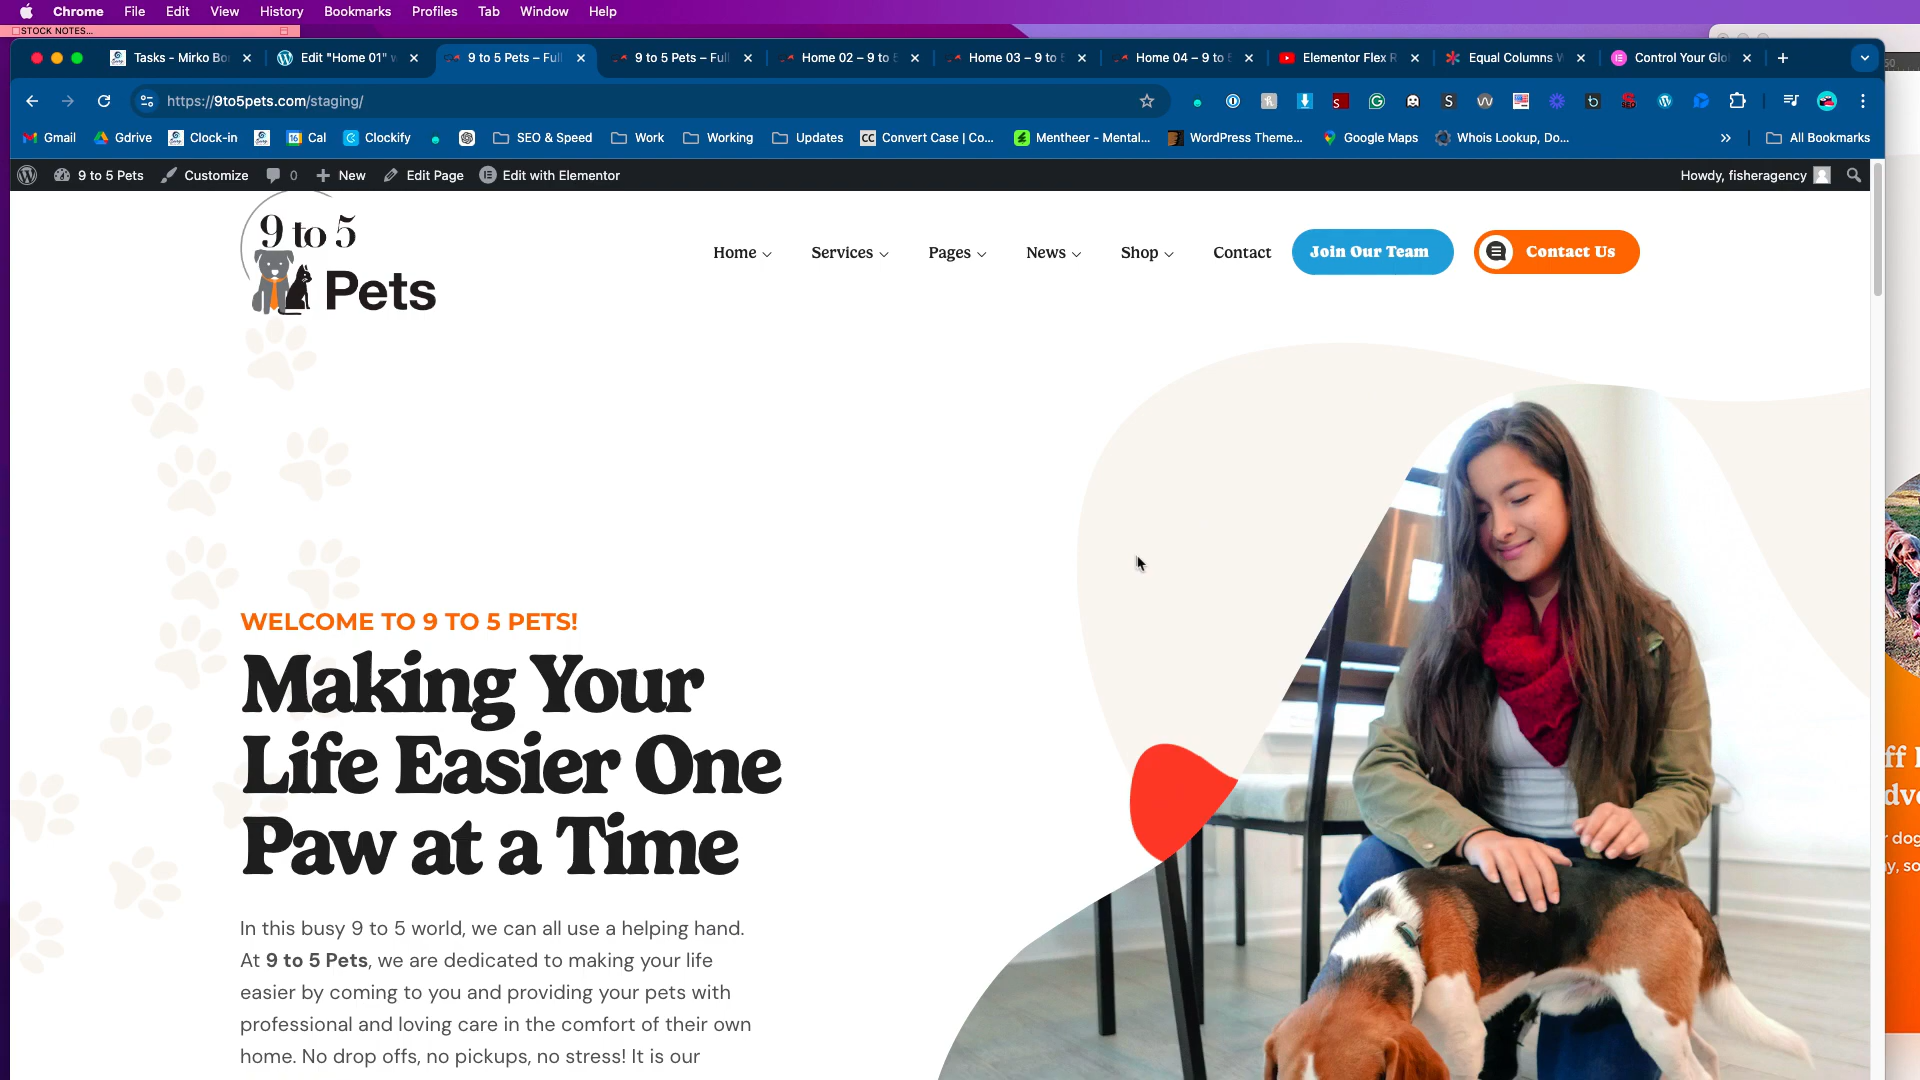 Chrome File Edit View History Bookmarks Profiles Tab Window Help
STOCK NOTES...
Tasks - Mirko Bo
Edit "Home 01"
9 to 5 Pets – Full
9 to 5 Pets – Full
Home 02 – 9 to
Home 03 – 9 to
Home 04 – 9 to
Elementor Flex
Equal Columns
Control Your Glo
https://9to5pets.com/staging/
Gmail Gdrive Clock-in Cal Clockify SEO & Speed Work Working Updates Convert Case | Co... Mentheer - Mental... WordPress Theme... Google Maps Whois Lookup, Do... All Bookmarks
9 to 5 Pets Customize 0 New Edit Page Edit with Elementor Howdy, fisheragency
9 to 5
Pets
Home Services Pages News Shop Contact Join Our Team Contact Us
WELCOME TO 9 TO 5 PETS!
Making Your
Life Easier One
Paw at a Time
In this busy 9 to 5 world, we can all use a helping hand.
At 9 to 5 Pets, we are dedicated to making your life
easier by coming to you and providing your pets with
professional and loving care in the comfort of their own
home. No drop offs, no pickups, no stress! It is our